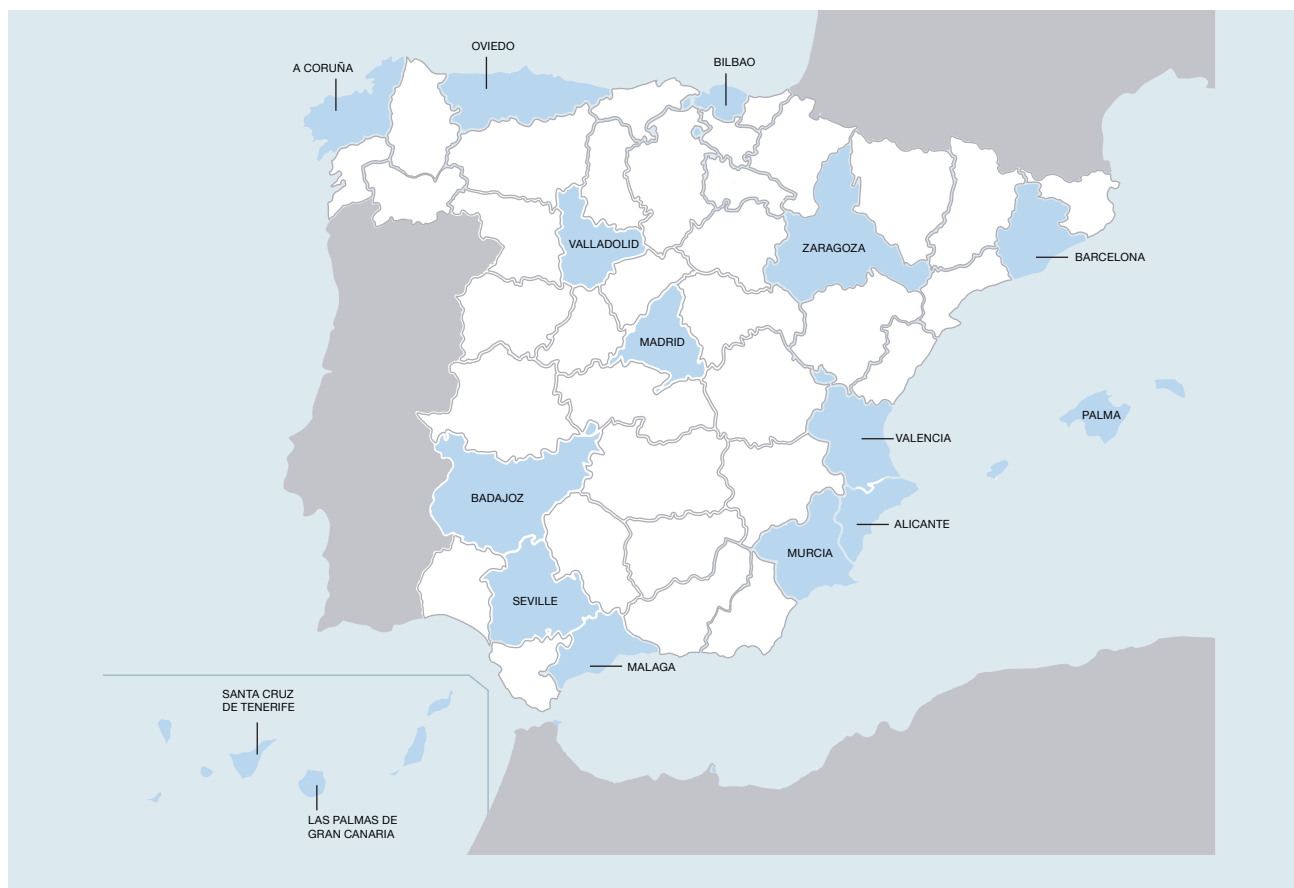 OVIEDO
A CORUÑA
BILBAO
VALLADOLID
ZARAGOZA
BARCELONA
MADRID
PALMA
VALENCIA
BADAJOZ
ALICANTE
MURCIA
SEVILLE
MALAGA
SANTA CRUZ
DE TENERIFE
LAS PALMAS DE
GRAN CANARIA